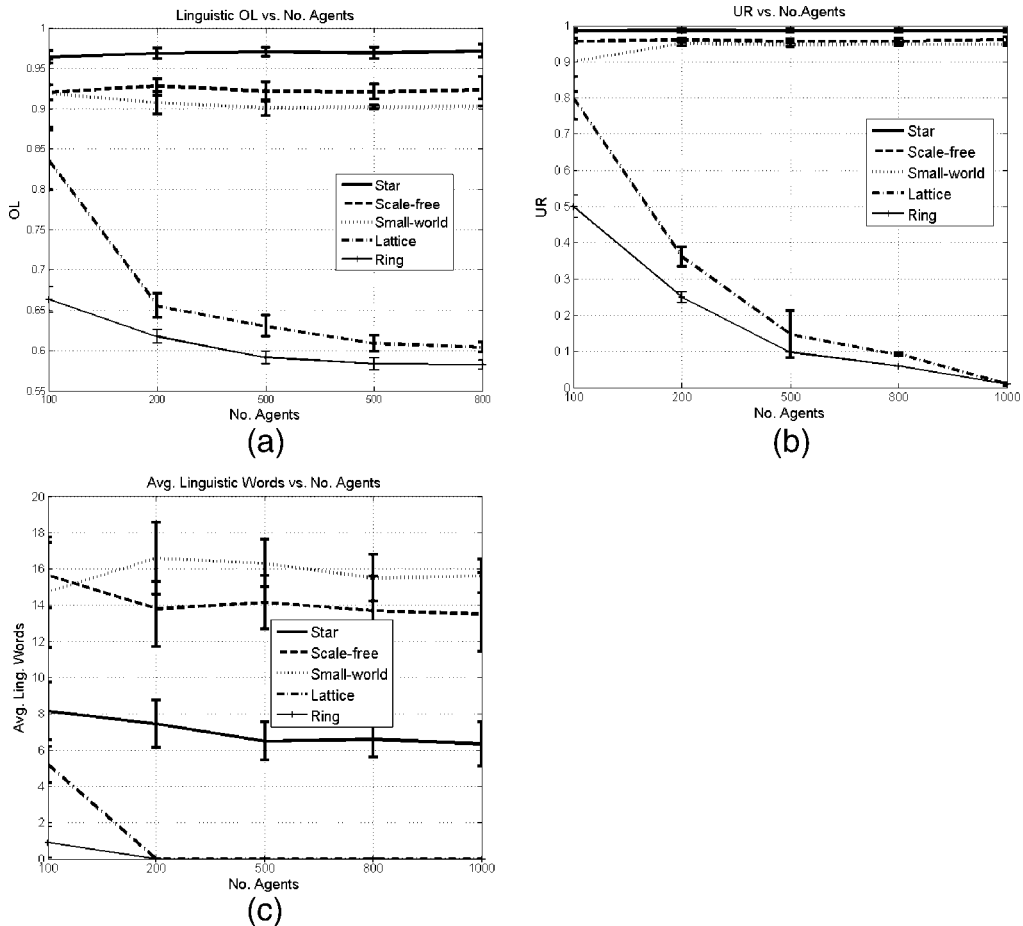 Linguistic OL vs. No. Agents
1
0.95
0.9
0.85
0.8
0.75
0.7
0.65
0.6
0.55
OL
Star
Scale-free
Small-world
Lattice
Ring
100 200 500 500 800
No. Agents
(a)
UR vs. No.Agents
1
0.9
0.8
0.7
0.6
0 5
0.4
0.3
0.2
0.1
0
UR
Star
Scale-free
Small-world
Lattice
Ring
100 200 500 800 1000
No. Agents
(b)
Avg. Linguistic Words vs. No. Agents
20
18
16
14
12
10
8
6
4
2
0
Avg. Ling. Words
Star
Scale-free
Small-world
Lattice
Ring
100 200 500 800 1000
No. Agents
(c)